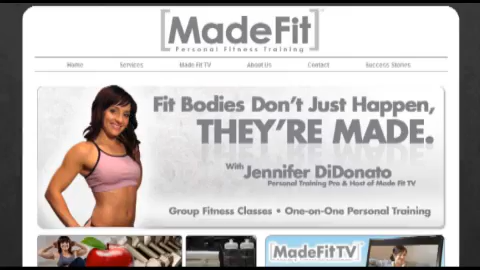 [MadeFit]™
Personal Fitness Training
Home Services Made Fit TV About Us Contact Success Stories
Fit Bodies Don't Just Happen,
THEY'RE MADE.
With Jennifer DiDonato
Personal Training Pro & Host of Made Fit TV
Group Fitness Classes • One-on-One Personal Training
[MadeFitTV]